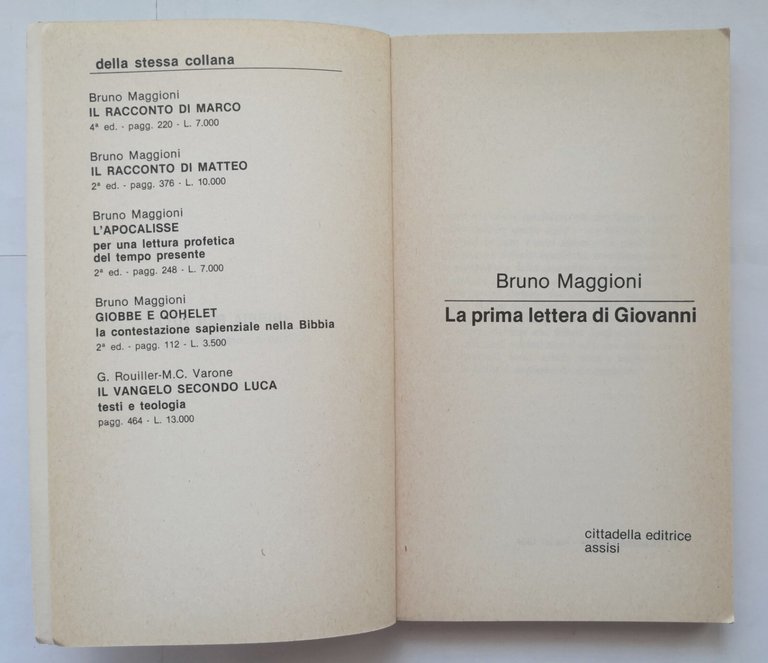 della stessa collana
Bruno Maggioni
IL RACCONTO DI MARCO
4ª ed. - pagg. 220 - L. 7.000
Bruno Maggioni
IL RACCONTO DI MATTEO
2ª ed. - pagg. 376 - L. 10.000
Bruno Maggioni
L'APOCALISSE
per una lettura profetica
del tempo presente
2ª ed. - pagg. 248 - L. 7.000
Bruno Maggioni
GIOBBE E QOḤELET
la contestazione sapienziale nella Bibbia
2ª ed. - pagg. 112 - L. 3.500
G. Rouiller-M.C. Varone
IL VANGELO SECONDO LUCA
testi e teologia
pagg. 464 - L. 13.000
Bruno Maggioni
La prima lettera di Giovanni
cittadella editrice
assisi